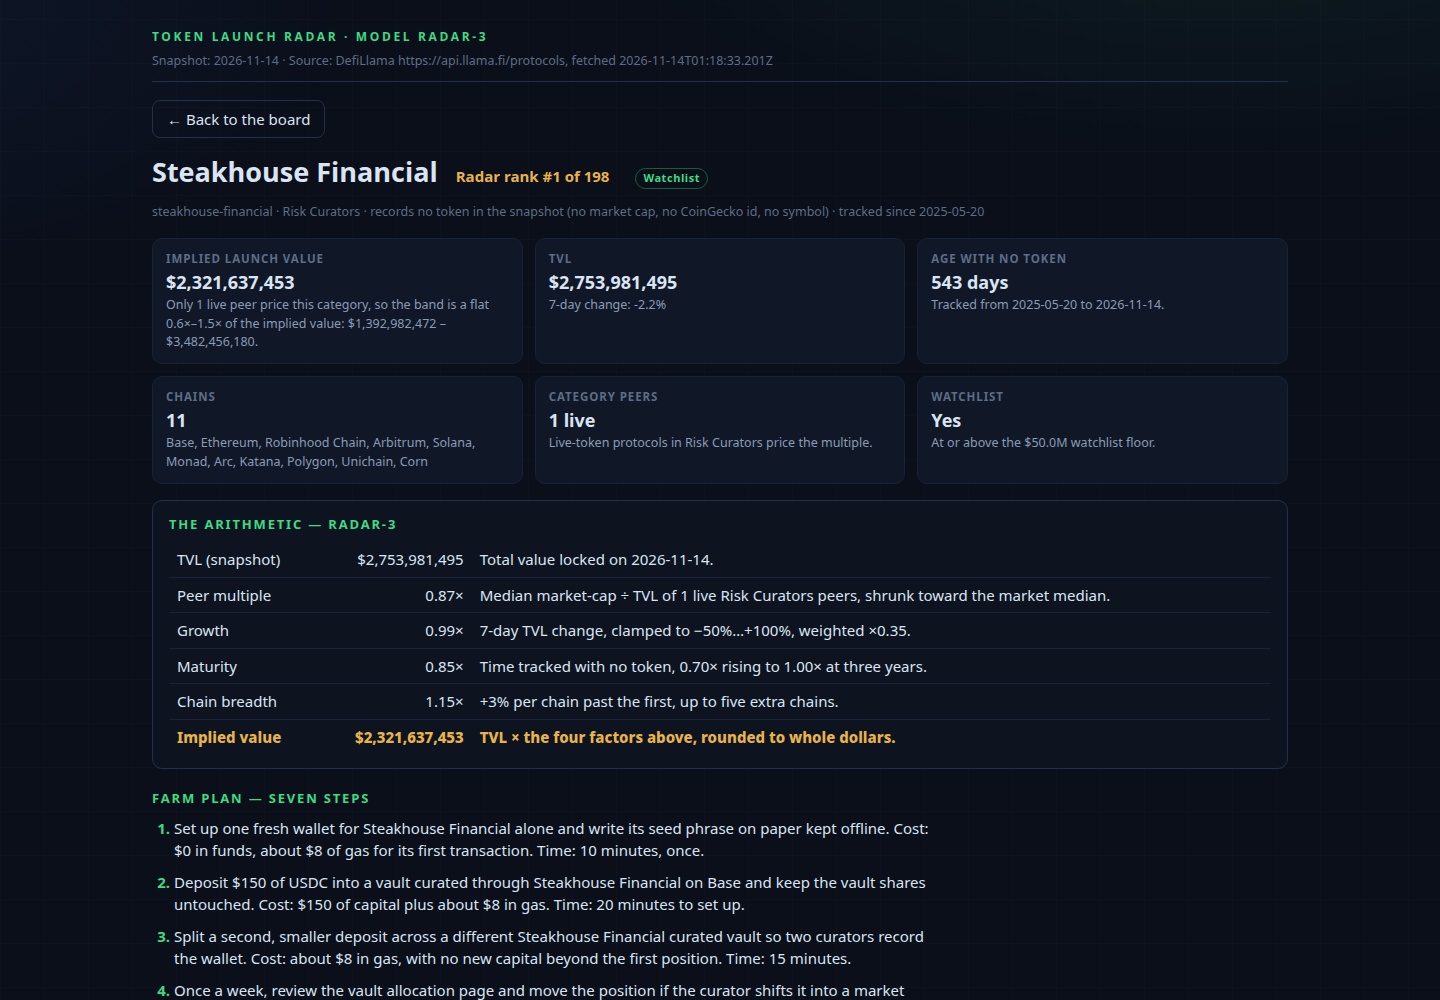 TOKEN LAUNCH RADAR · MODEL RADAR-3
Snapshot: 2026-11-14 · Source: DefiLlama https://api.llama.fi/protocols, fetched 2026-11-14T01:18:33.201Z
← Back to the board
Steakhouse Financial Radar rank #1 of 198 Watchlist
steakhouse-financial · Risk Curators · records no token in the snapshot (no market cap, no CoinGecko id, no symbol) · tracked since 2025-05-20
IMPLIED LAUNCH VALUE
$2,321,637,453
Only 1 live peer price this category, so the band is a flat
0.6×–1.5× of the implied value: $1,392,982,472 –
$3,482,456,180.
TVL
$2,753,981,495
7-day change: -2.2%
AGE WITH NO TOKEN
543 days
Tracked from 2025-05-20 to 2026-11-14.
CHAINS
11
Base, Ethereum, Robinhood Chain, Arbitrum, Solana,
Monad, Arc, Katana, Polygon, Unichain, Corn
CATEGORY PEERS
1 live
Live-token protocols in Risk Curators price the multiple.
WATCHLIST
Yes
At or above the $50.0M watchlist floor.
THE ARITHMETIC — RADAR-3
TVL (snapshot) $2,753,981,495 Total value locked on 2026-11-14.
Peer multiple 0.87× Median market-cap ÷ TVL of 1 live Risk Curators peers, shrunk toward the market median.
Growth 0.99× 7-day TVL change, clamped to −50%…+100%, weighted ×0.35.
Maturity 0.85× Time tracked with no token, 0.70× rising to 1.00× at three years.
Chain breadth 1.15× +3% per chain past the first, up to five extra chains.
Implied value $2,321,637,453 TVL × the four factors above, rounded to whole dollars.
FARM PLAN — SEVEN STEPS
1. Set up one fresh wallet for Steakhouse Financial alone and write its seed phrase on paper kept offline. Cost:
$0 in funds, about $8 of gas for its first transaction. Time: 10 minutes, once.
2. Deposit $150 of USDC into a vault curated through Steakhouse Financial on Base and keep the vault shares
untouched. Cost: $150 of capital plus about $8 in gas. Time: 20 minutes to set up.
3. Split a second, smaller deposit across a different Steakhouse Financial curated vault so two curators record
the wallet. Cost: about $8 in gas, with no new capital beyond the first position. Time: 15 minutes.
4. Once a week, review the vault allocation page and move the position if the curator shifts it into a market